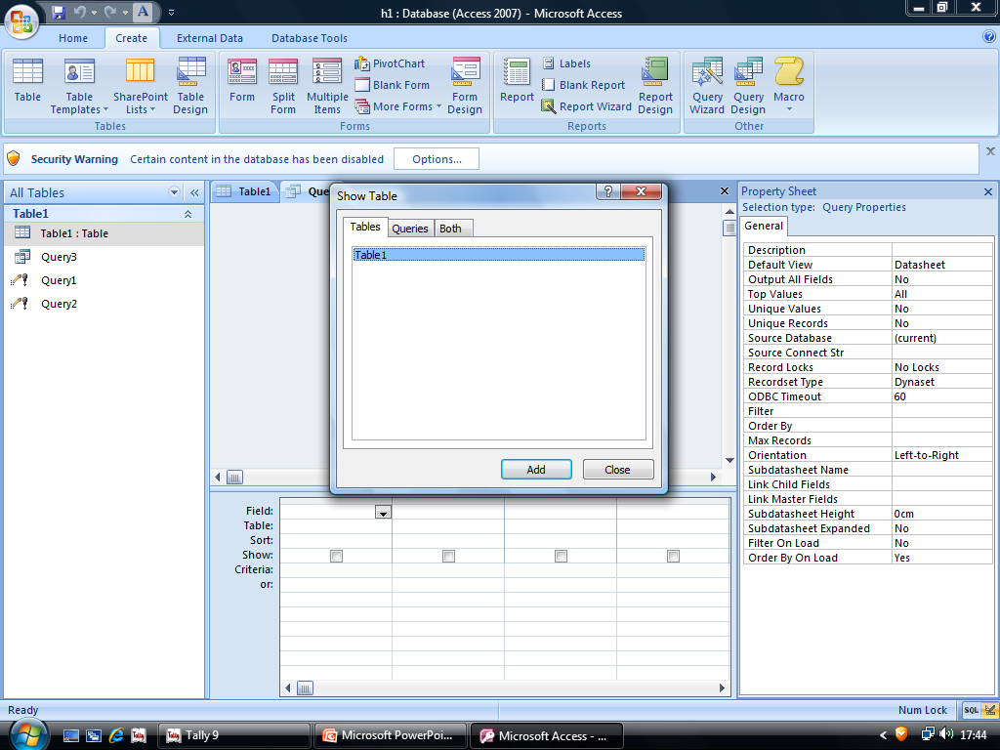 h1 : Database (Access 2007) - Microsoft Access
Home Create External Data Database Tools
Table
Table Templates
SharePoint Lists
Table Design
Tables
Form
Split Form
Multiple Items
PivotChart
Blank Form
More Forms
Form Design
Forms
Report
Labels
Blank Report
Report Wizard
Report Design
Reports
Query Wizard
Query Design
Macro
Other
Security Warning Certain content in the database has been disabled Options...
All Tables
Table1
Table1 : Table
Query3
Query1
Query2
Table1
Show Table
Tables Queries Both
Table1
Add Close
Field:
Table:
Sort:
Show:
Criteria:
or:
Property Sheet
Selection type: Query Properties
General
Description
Default View Datasheet
Output All Fields No
Top Values All
Unique Values No
Unique Records No
Source Database (current)
Source Connect Str
Record Locks No Locks
Recordset Type Dynaset
ODBC Timeout 60
Filter
Order By
Max Records
Orientation Left-to-Right
Subdatasheet Name
Link Child Fields
Link Master Fields
Subdatasheet Height 0cm
Subdatasheet Expanded No
Filter On Load No
Order By On Load Yes
Ready Num Lock SQL
Tally Tally Tally 9 Microsoft PowerPoi... Microsoft Access - ... 17:44